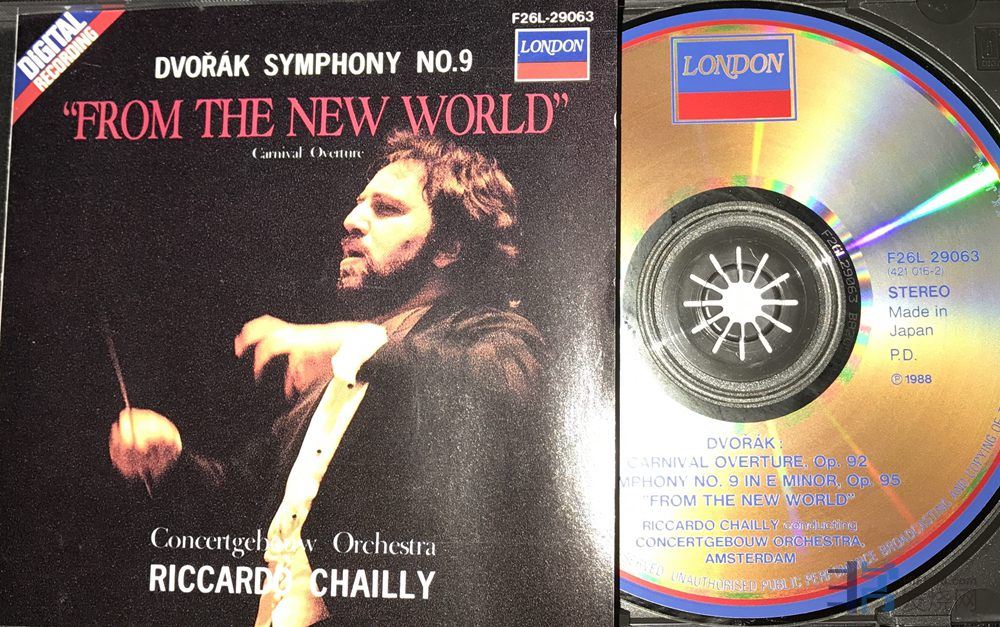 DIGITAL
RECORDING
F26L-29063
LONDON
DVOŘÁK SYMPHONY NO.9
“FROM THE NEW WORLD”
Carnival Overture
Concertgebouw Orchestra
RICCARDO CHAILLY
LONDON
F26L 29063
F26L 29063
(421 016-2)
STEREO
Made in
Japan
P.D.
Ⓟ 1988
DVOŘÁK:
CARNIVAL OVERTURE, Op. 92
MPHONY NO. 9 IN E MINOR, Op. 95
"FROM THE NEW WORLD"
RICCARDO CHAILLY conducting
CONCERTGEBOUW ORCHESTRA,
AMSTERDAM
UNAUTHORISED PUBLIC PERFORMANCE BROADCASTING AND COPYING OF